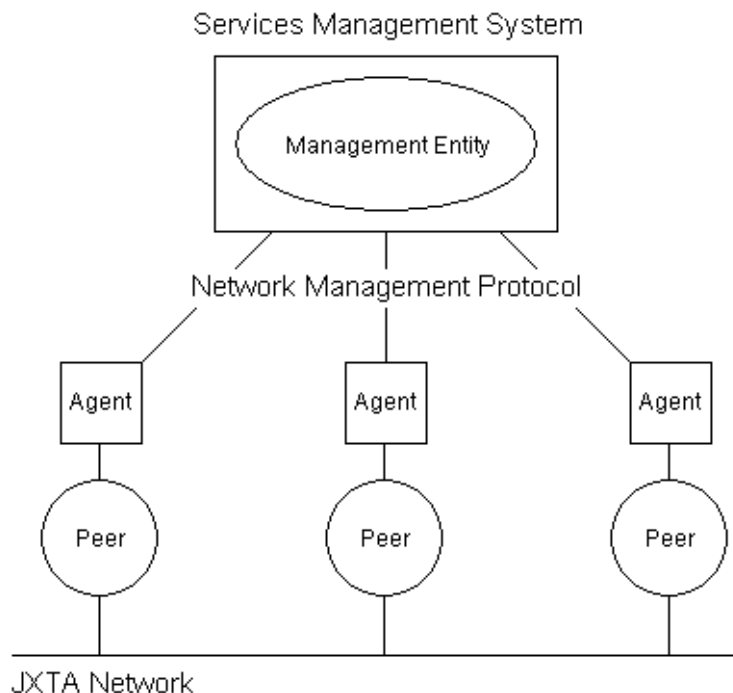 Services Management System
Management Entity
Network Management Protocol
Agent
Agent
Agent
Peer
Peer
Peer
JXTA Network